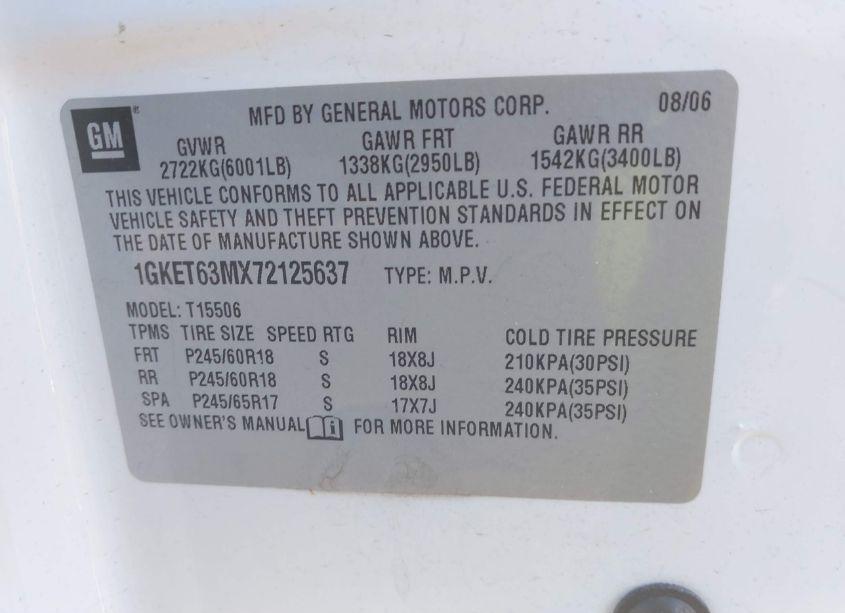 GM ® MFD BY GENERAL MOTORS CORP. 08/06
GVWR GAWR FRT GAWR RR
2722KG(6001LB) 1338KG(2950LB) 1542KG(3400LB)
THIS VEHICLE CONFORMS TO ALL APPLICABLE U.S. FEDERAL MOTOR
VEHICLE SAFETY AND THEFT PREVENTION STANDARDS IN EFFECT ON
THE DATE OF MANUFACTURE SHOWN ABOVE.
1GKET63MX72125637 TYPE: M.P.V.
MODEL: T15506
TPMS TIRE SIZE SPEED RTG RIM COLD TIRE PRESSURE
FRT P245/60R18 S 18X8J 210KPA(30PSI)
RR P245/60R18 S 18X8J 240KPA(35PSI)
SPA P245/65R17 S 17X7J 240KPA(35PSI)
SEE OWNER'S MANUAL i FOR MORE INFORMATION.